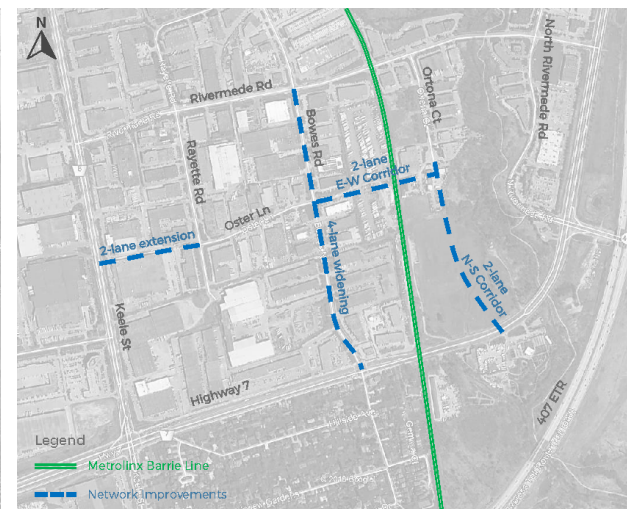 N
Rivermede Rd
Bowes Rd
Ortona Ct
North Rivermede Rd
Rayette Rd
2-lane
E-W Corridor
Oster Ln
2-lane extension
4-lane widening
2-lane
N-S Corridor
Keele St
Highway 7
407 ETR
Legend
Metrolinx Barrie Line
Network Improvements